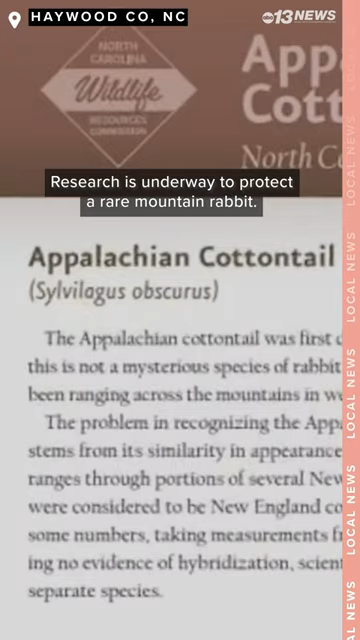 HAYWOOD CO, NC
abc 13 NEWS
NORTH
CAROLINA
Wildlife
RESOURCES
COMMISSION
App
Cott
North Ca
Research is underway to protect
a rare mountain rabbit.
Appalachian Cottontail
(Sylvilagus obscurus)
The Appalachian cottontail was first
this is not a mysterious species of rabbit
been ranging across the mountains in we
The problem in recognizing the App
stems from its similarity in appearance
ranges through portions of several New
were considered to be New England co
some numbers, taking measurements f
ing no evidence of hybridization, scien
separate species.
LOCAL NEWS
LOCAL NEWS
LOCAL NEWS
LOCAL NEWS
LOCAL NEWS